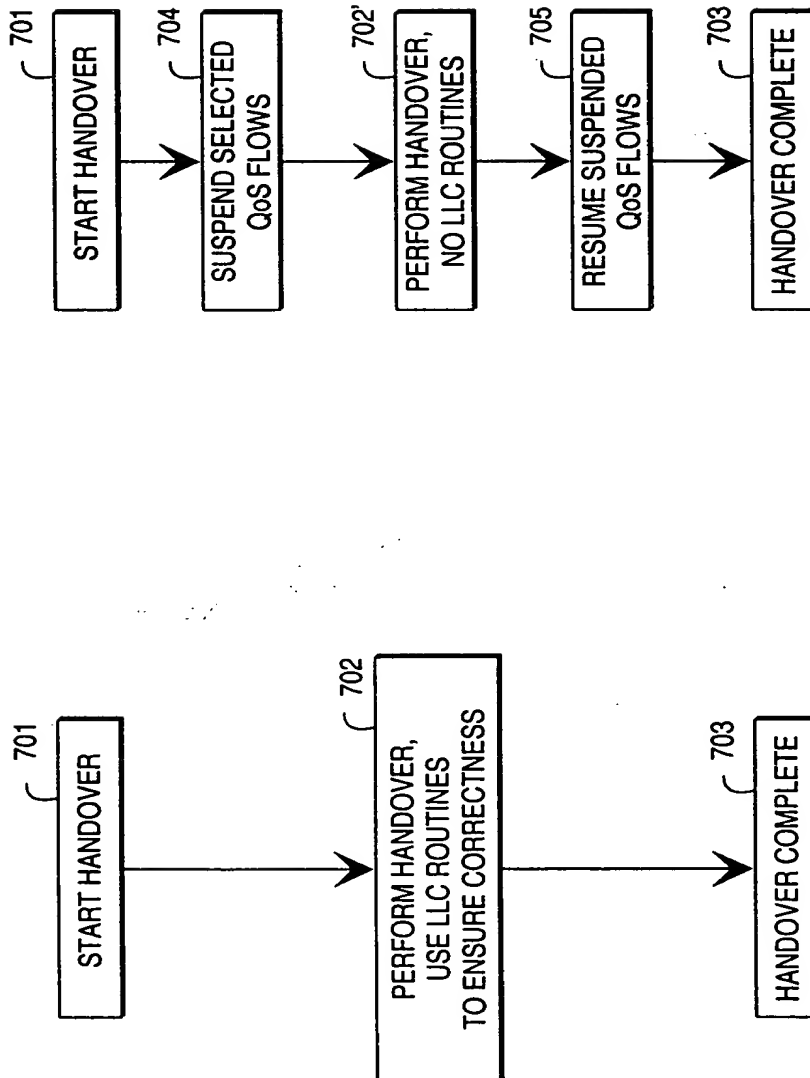 701
START HANDOVER
702
PERFORM HANDOVER,
USE LLC ROUTINES
TO ENSURE CORRECTNESS
703
HANDOVER COMPLETE
701
START HANDOVER
704
SUSPEND SELECTED
QoS FLOWS
702'
PERFORM HANDOVER,
NO LLC ROUTINES
705
RESUME SUSPENDED
QoS FLOWS
703
HANDOVER COMPLETE